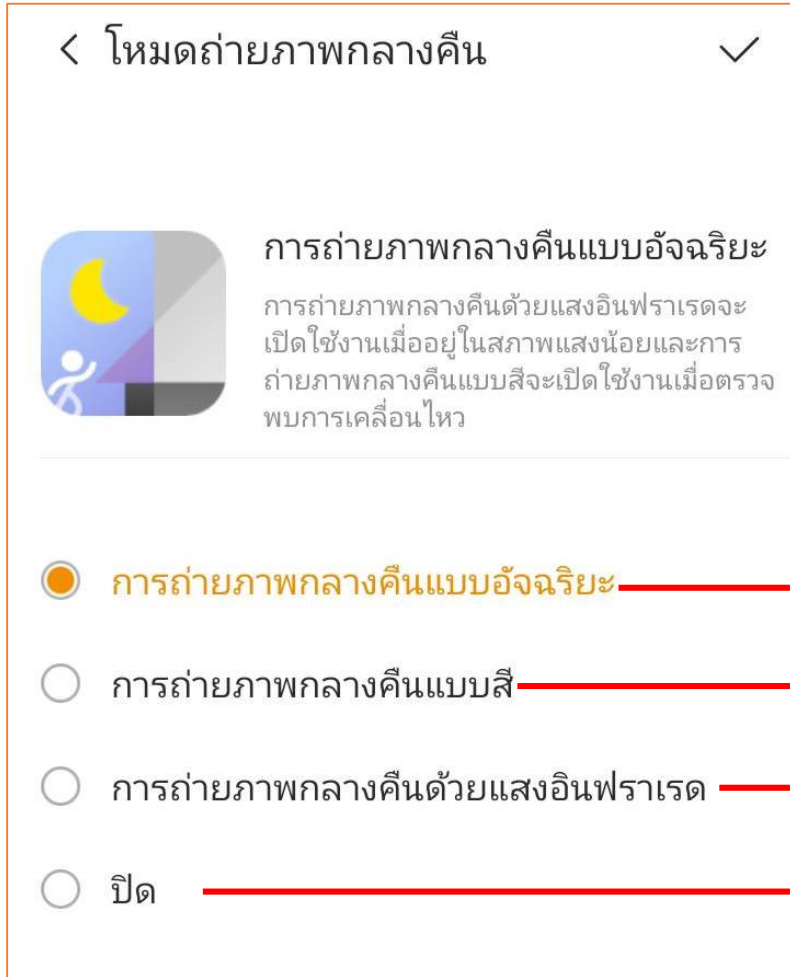 โหมดถ่ายภาพกลางคืน
การถ่ายภาพกลางคืนแบบอัจฉริยะ
การถ่ายภาพกลางคืนด้วยแสงอินฟราเรดจะ
เปิดใช้งานเมื่ออยู่ในสภาพแสงน้อยและการ
ถ่ายภาพกลางคืนแบบสีจะเปิดใช้งานเมื่อตรวจ
พบการเคลื่อนไหว
การถ่ายภาพกลางคืนแบบอัจฉริยะ
การถ่ายภาพกลางคืนแบบสี
การถ่ายภาพกลางคืนด้วยแสงอินฟราเรด
ปิด